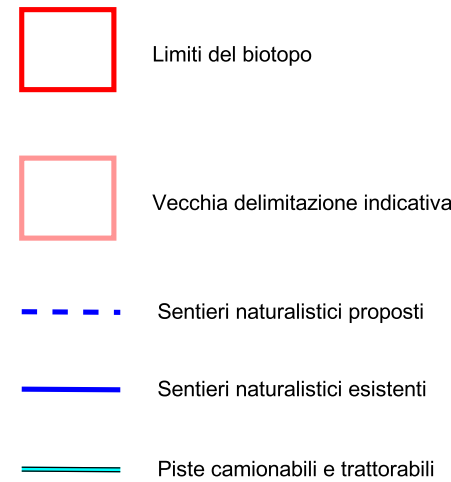 Limiti del biotopo
Vecchia delimitazione indicativa
Sentieri naturalistici proposti
Sentieri naturalistici esistenti
Piste camionabili e trattorabili